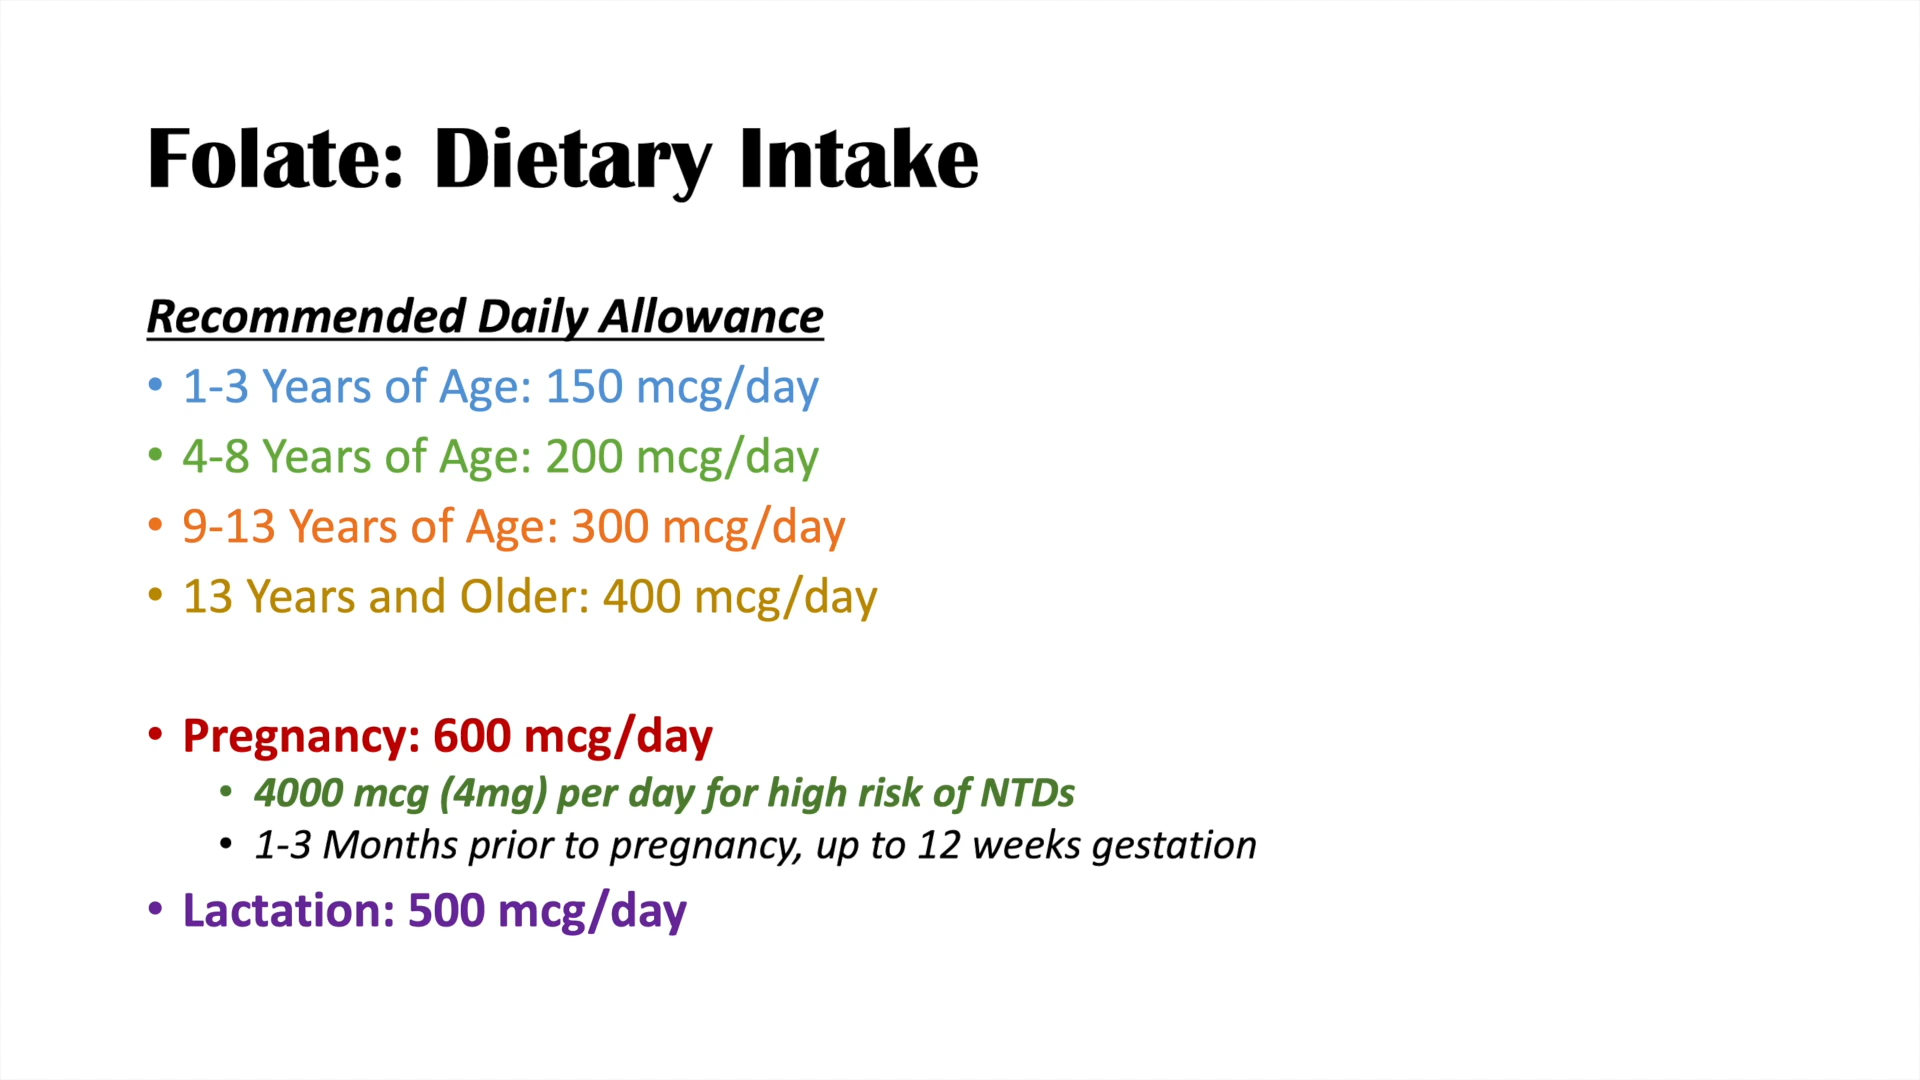 Folate: Dietary Intake
Recommended Daily Allowance
• 1-3 Years of Age: 150 mcg/day
• 4-8 Years of Age: 200 mcg/day
• 9-13 Years of Age: 300 mcg/day
• 13 Years and Older: 400 mcg/day
• Pregnancy: 600 mcg/day
• 4000 mcg (4mg) per day for high risk of NTDs
• 1-3 Months prior to pregnancy, up to 12 weeks gestation
• Lactation: 500 mcg/day